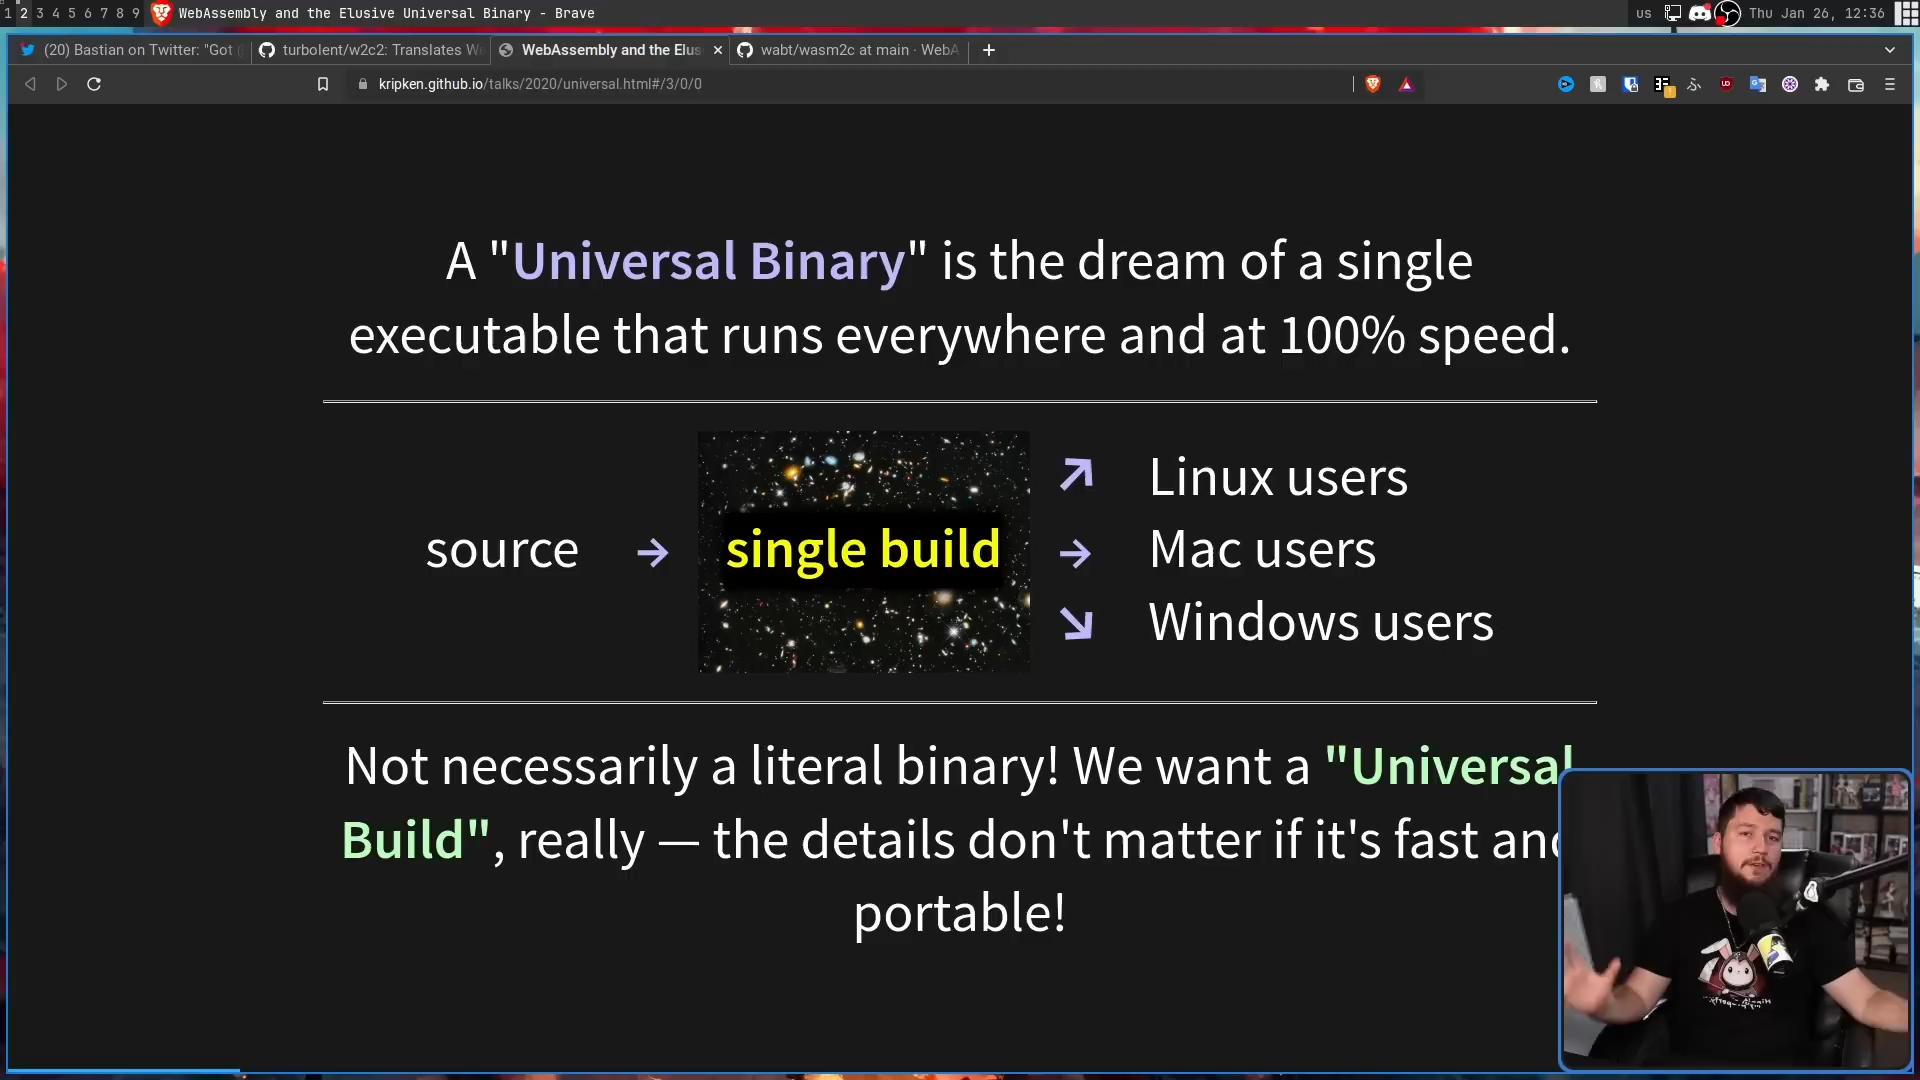 1 2 3 4 5 6 7 8 9 WebAssembly and the Elusive Universal Binary - Brave
us Thu Jan 26, 12:36
(20) Bastian on Twitter: "Got
turbolent/w2c2: Translates W
WebAssembly and the Elus
wabt/wasm2c at main · WebA
kripken.github.io/talks/2020/universal.html#/3/0/0
A "Universal Binary" is the dream of a single
executable that runs everywhere and at 100% speed.
source → single build
↗ Linux users
→ Mac users
↘ Windows users
Not necessarily a literal binary! We want a "Universal
Build", really — the details don't matter if it's fast and
portable!